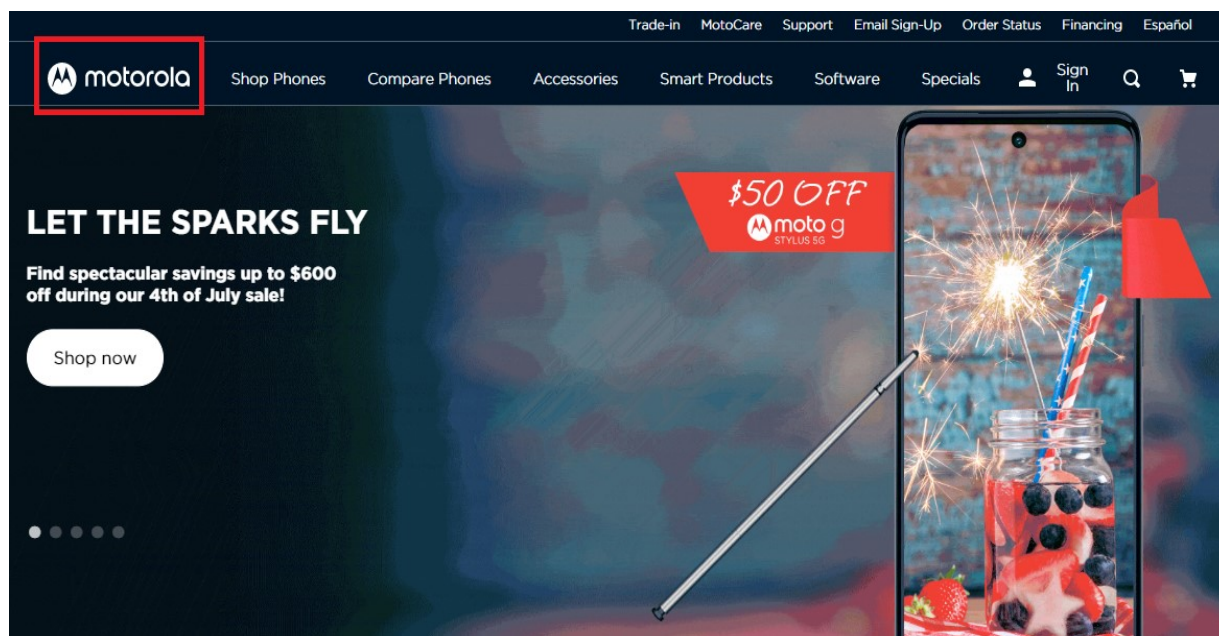 Trade-in MotoCare Support Email Sign-Up Order Status Financing Español
motorola Shop Phones Compare Phones Accessories Smart Products Software Specials Sign In
$50 OFF
moto g
STYLUS 5G
LET THE SPARKS FLY
Find spectacular savings up to $600
off during our 4th of July sale!
Shop now